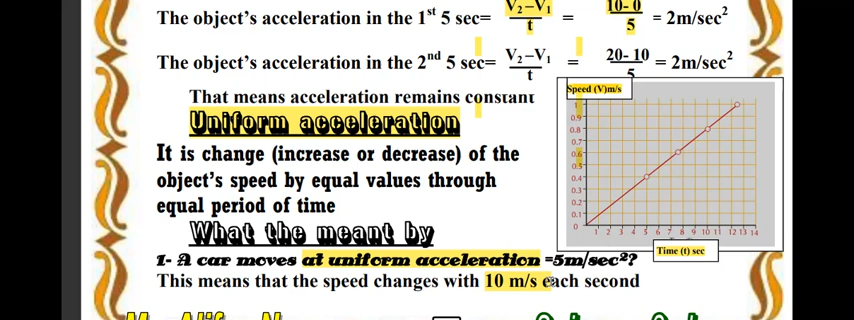 The object's acceleration in the 1st 5 sec= V₂ –V₁ / t = 10- 0 / 5 = 2m/sec²
The object's acceleration in the 2nd 5 sec= V₂ –V₁ / t = 20- 10 / 5 = 2m/sec²
That means acceleration remains constant
Uniform acceleration
It is change (increase or decrease) of the
object's speed by equal values through
equal period of time
Speed (V)m/s
1
0.9
0.8
0.7
0.6
0.5
0.4
0.3
0.2
0.1
0
1 2 3 4 5 6 7 8 9 10 11 12 13 14
Time (t) sec
What the meant by
1- A car moves at uniform acceleration =5m/sec²?
This means that the speed changes with 10 m/s each second